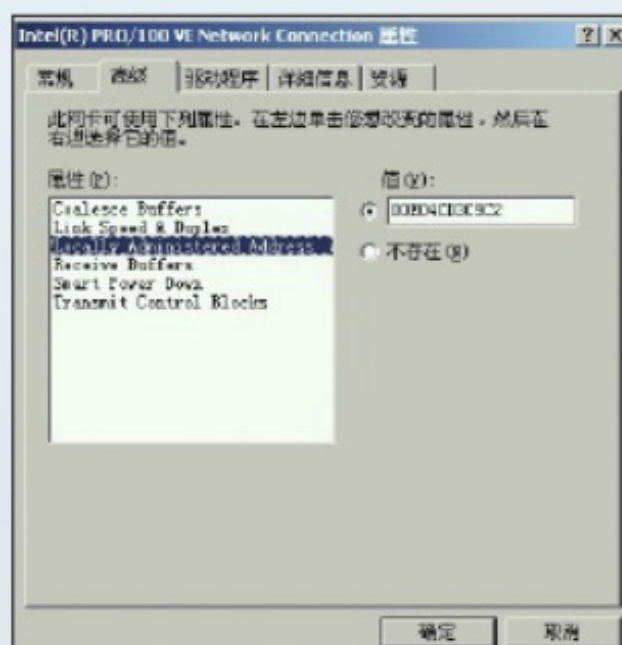 Intel(R) PRO/100 VE Network Connection 属性
常规 高级 驱动程序 详细信息 资源
此网卡可使用下列属性。在左边单击您想改变的属性，然后在
右边选择它的值。
属性(P):
值(V):
Coalesce Buffers
Link Speed & Duplex
Locally Administered Address
Receive Buffers
Smart Power Down
Transmit Control Blocks
不存在(N)
确定
取消